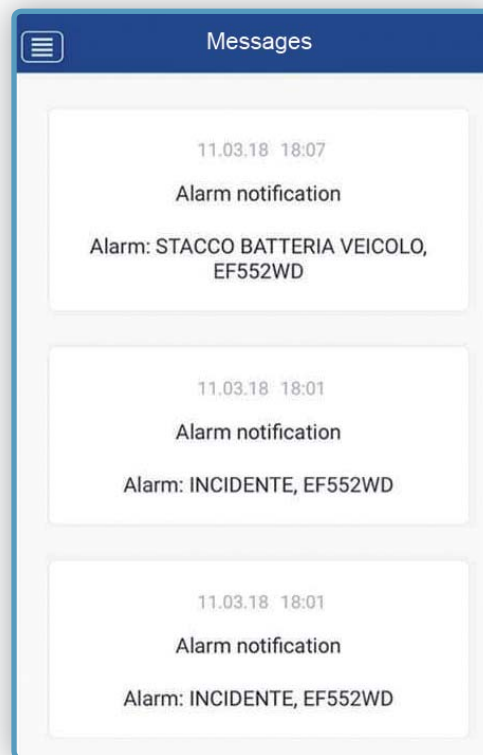 Messages
11.03.18 18:07
Alarm notification
Alarm: STACCO BATTERIA VEICOLO,
EF552WD
11.03.18 18:01
Alarm notification
Alarm: INCIDENTE, EF552WD
11.03.18 18:01
Alarm notification
Alarm: INCIDENTE, EF552WD